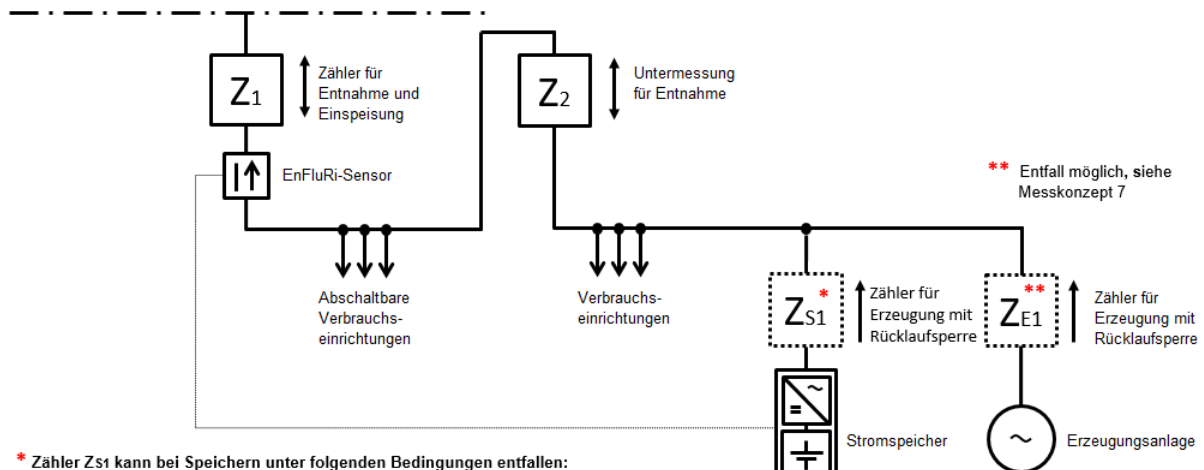 Z1
Zähler für
Entnahme und
Einspeisung
Z2
Untermessung
für Entnahme
EnFluRi-Sensor
** Entfall möglich, siehe
Messkonzept 7
Abschaltbare
Verbrauchs-
einrichtungen
Verbrauchs-
einrichtungen
ZS1*
Zähler für
Erzeugung mit
Rücklaufsperre
ZE1**
Zähler für
Erzeugung mit
Rücklaufsperre
Stromspeicher
Erzeugungsanlage
* Zähler ZS1 kann bei Speichern unter folgenden Bedingungen entfallen: